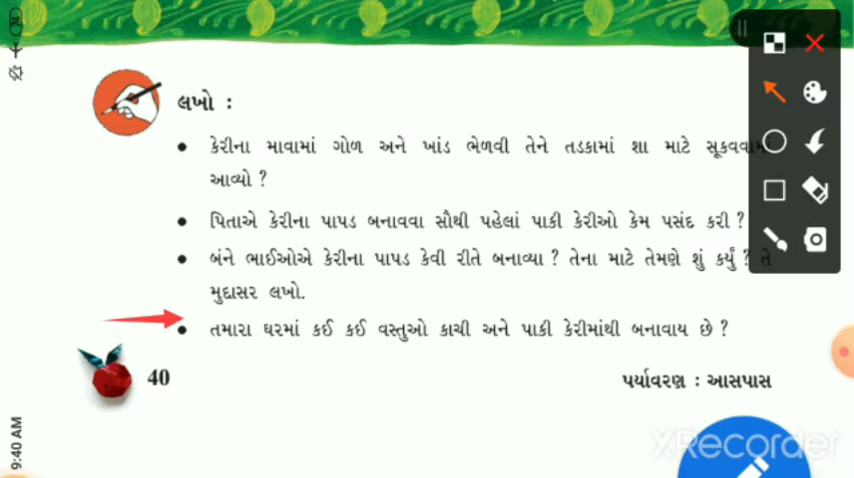 લખો :
• કેરીના માવામાં ગોળ અને ખાંડ ભેળવી તેને તડકામાં શા માટે સૂકવવામાં
આવ્યો ?
• પિતાએ કેરીના પાપડ બનાવવા સૌથી પહેલાં પાકી કેરીઓ કેમ પસંદ કરી ?
• બંને ભાઈઓએ કેરીના પાપડ કેવી રીતે બનાવ્યા ? તેના માટે તેમણે શું કર્યું ? તે
મુદ્દાસર લખો.
• તમારા ઘરમાં કઈ કઈ વસ્તુઓ કાચી અને પાકી કેરીમાંથી બનાવાય છે ?
40
પર્યાવરણ : આસપાસ
9:40 AM
XRecorder